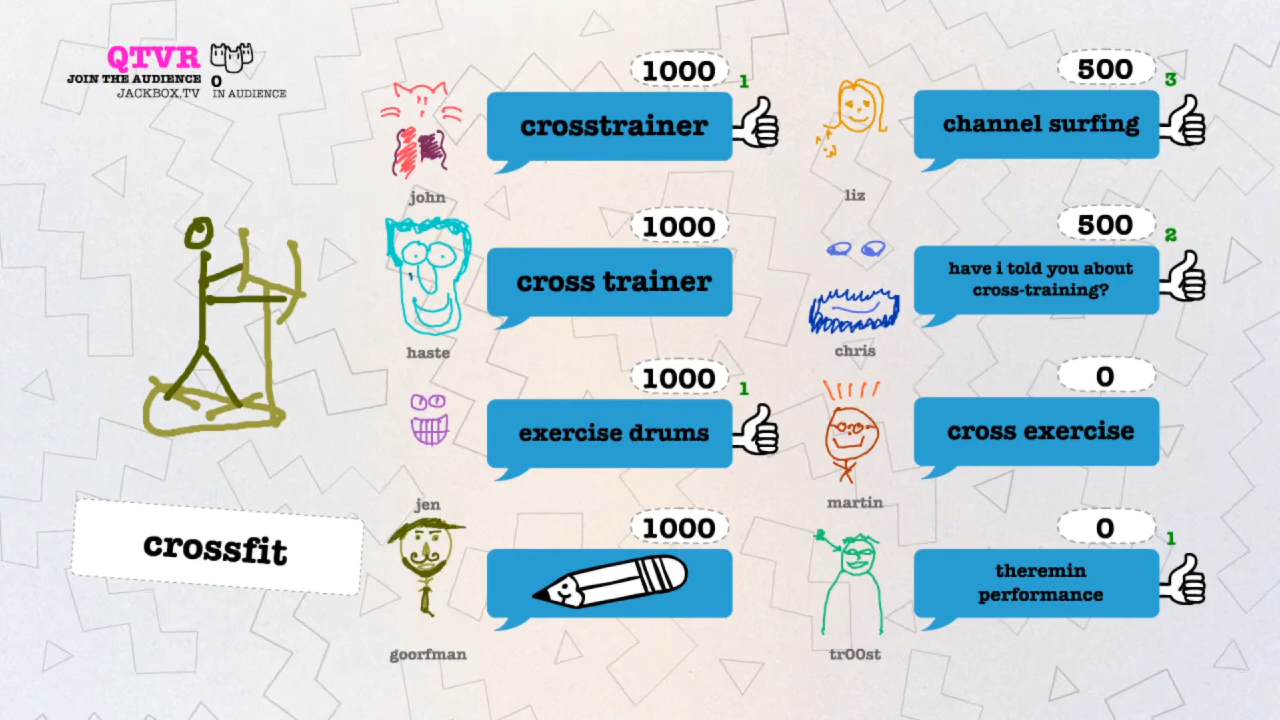 QTVR
JOIN THE AUDIENCE
JACKBOX.TV
0
IN AUDIENCE
1000
1
crosstrainer
john
500
3
channel surfing
liz
1000
cross trainer
haste
500
2
have i told you about
cross-training?
chris
1000
1
exercise drums
jen
0
cross exercise
martin
crossfit
1000
goorfman
0
1
theremin
performance
tr00st